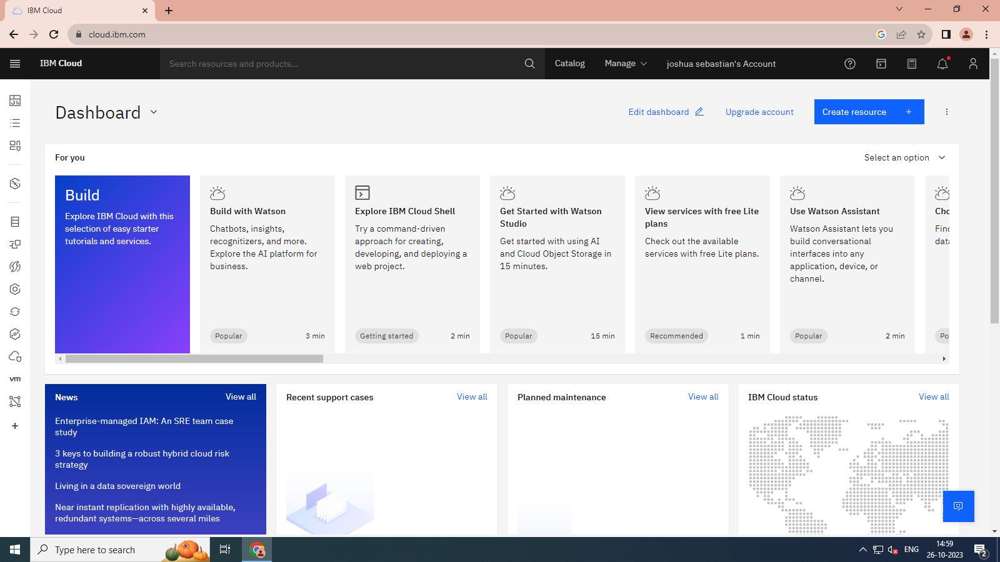 IBM Cloud
cloud.ibm.com
IBM Cloud
Search resources and products...
Catalog
Manage
joshua sebastian's Account
Dashboard
Edit dashboard
Upgrade account
Create resource +
For you
Select an option
Build
Explore IBM Cloud with this
selection of easy starter
tutorials and services.
Build with Watson
Chatbots, insights,
recognitizers, and more.
Explore the AI platform for
business.
Popular
3 min
Explore IBM Cloud Shell
Try a command-driven
approach for creating,
developing, and deploying a
web project.
Getting started
2 min
Get Started with Watson
Studio
Get started with using AI
and Cloud Object Storage in
15 minutes.
Popular
15 min
View services with free Lite
plans
Check out the available
services with free Lite plans.
Recommended
1 min
Use Watson Assistant
Watson Assistant lets you
build conversational
interfaces into any
application, device, or
channel.
Popular
2 min
Cho
Find
data
Po
vm
News
View all
Enterprise-managed IAM: An SRE team case
study
3 keys to building a robust hybrid cloud risk
strategy
Living in a data sovereign world
Near instant replication with highly available,
redundant systems—across several miles
Recent support cases
View all
Planned maintenance
View all
IBM Cloud status
View all
Type here to search
ENG
14:59
26-10-2023
2